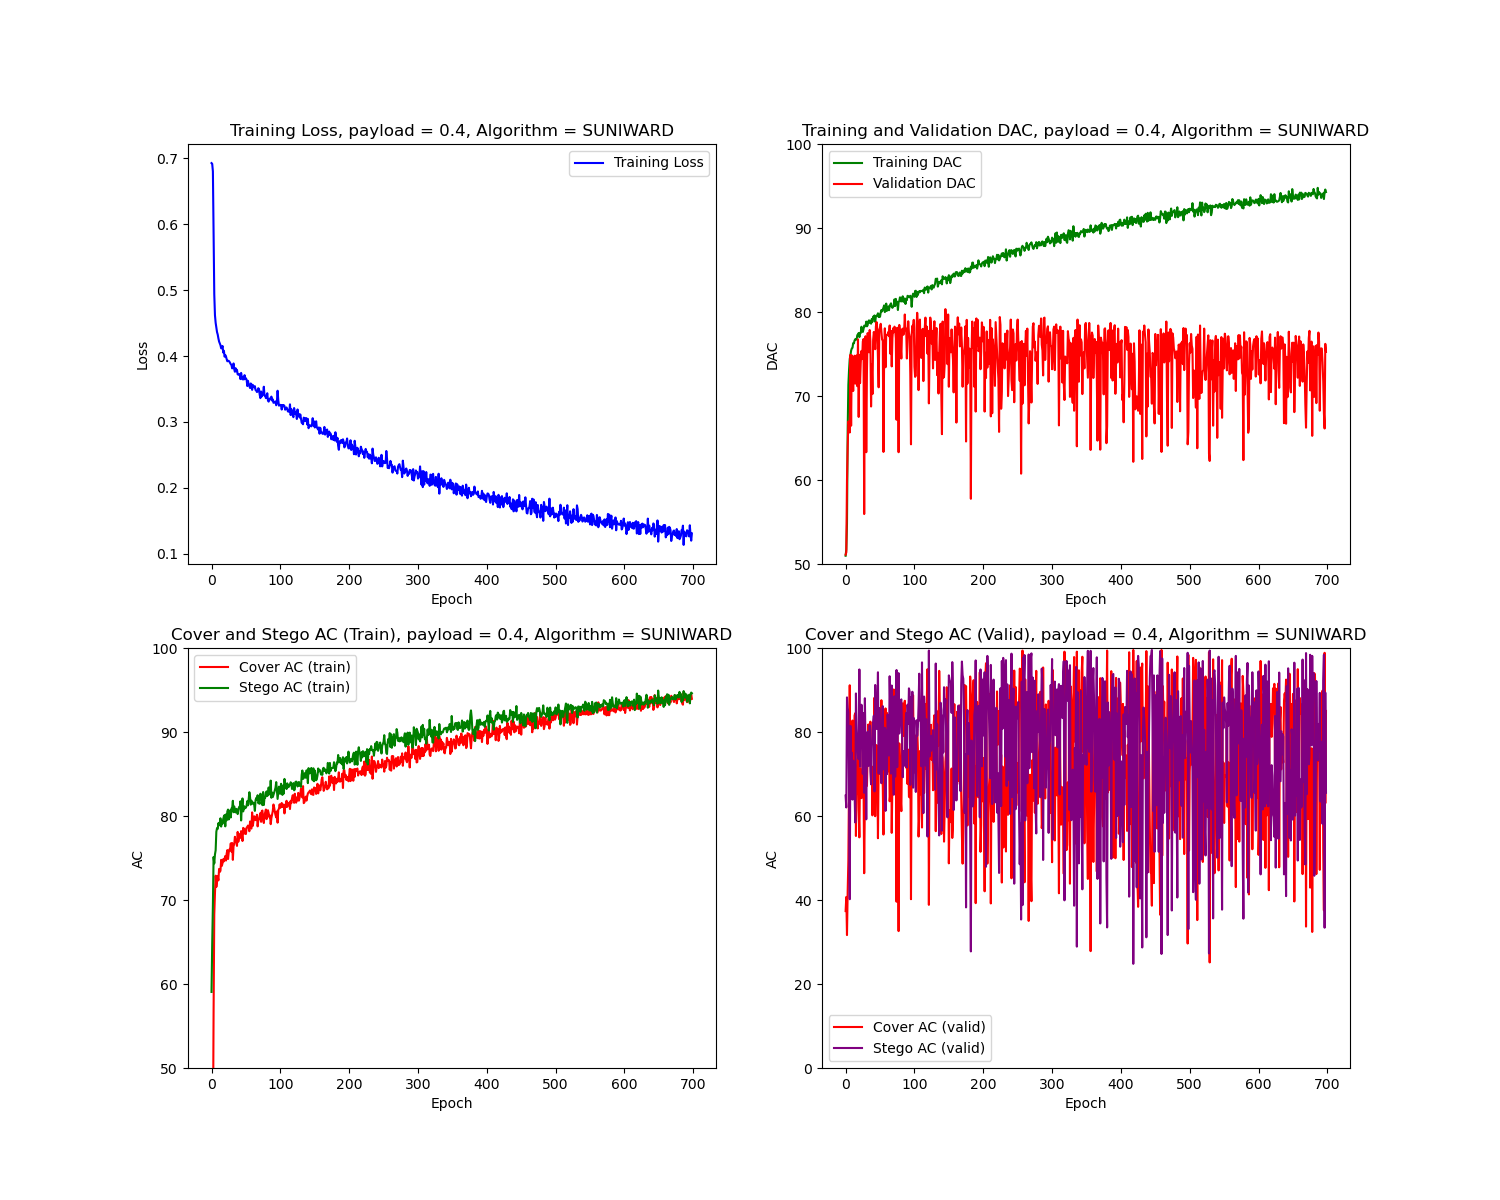 Training Loss, payload = 0.4, Algorithm = SUNIWARD
Training Loss
0.7
0.6
0.5
0.4
0.3
0.2
0.1
Loss
0 100 200 300 400 500 600 700
Epoch
Training and Validation DAC, payload = 0.4, Algorithm = SUNIWARD
Training DAC
Validation DAC
100
90
80
70
60
50
DAC
0 100 200 300 400 500 600 700
Epoch
Cover and Stego AC (Train), payload = 0.4, Algorithm = SUNIWARD
Cover AC (train)
Stego AC (train)
100
90
80
70
60
50
AC
0 100 200 300 400 500 600 700
Epoch
Cover and Stego AC (Valid), payload = 0.4, Algorithm = SUNIWARD
100
80
60
40
20
0
AC
Cover AC (valid)
Stego AC (valid)
0 100 200 300 400 500 600 700
Epoch